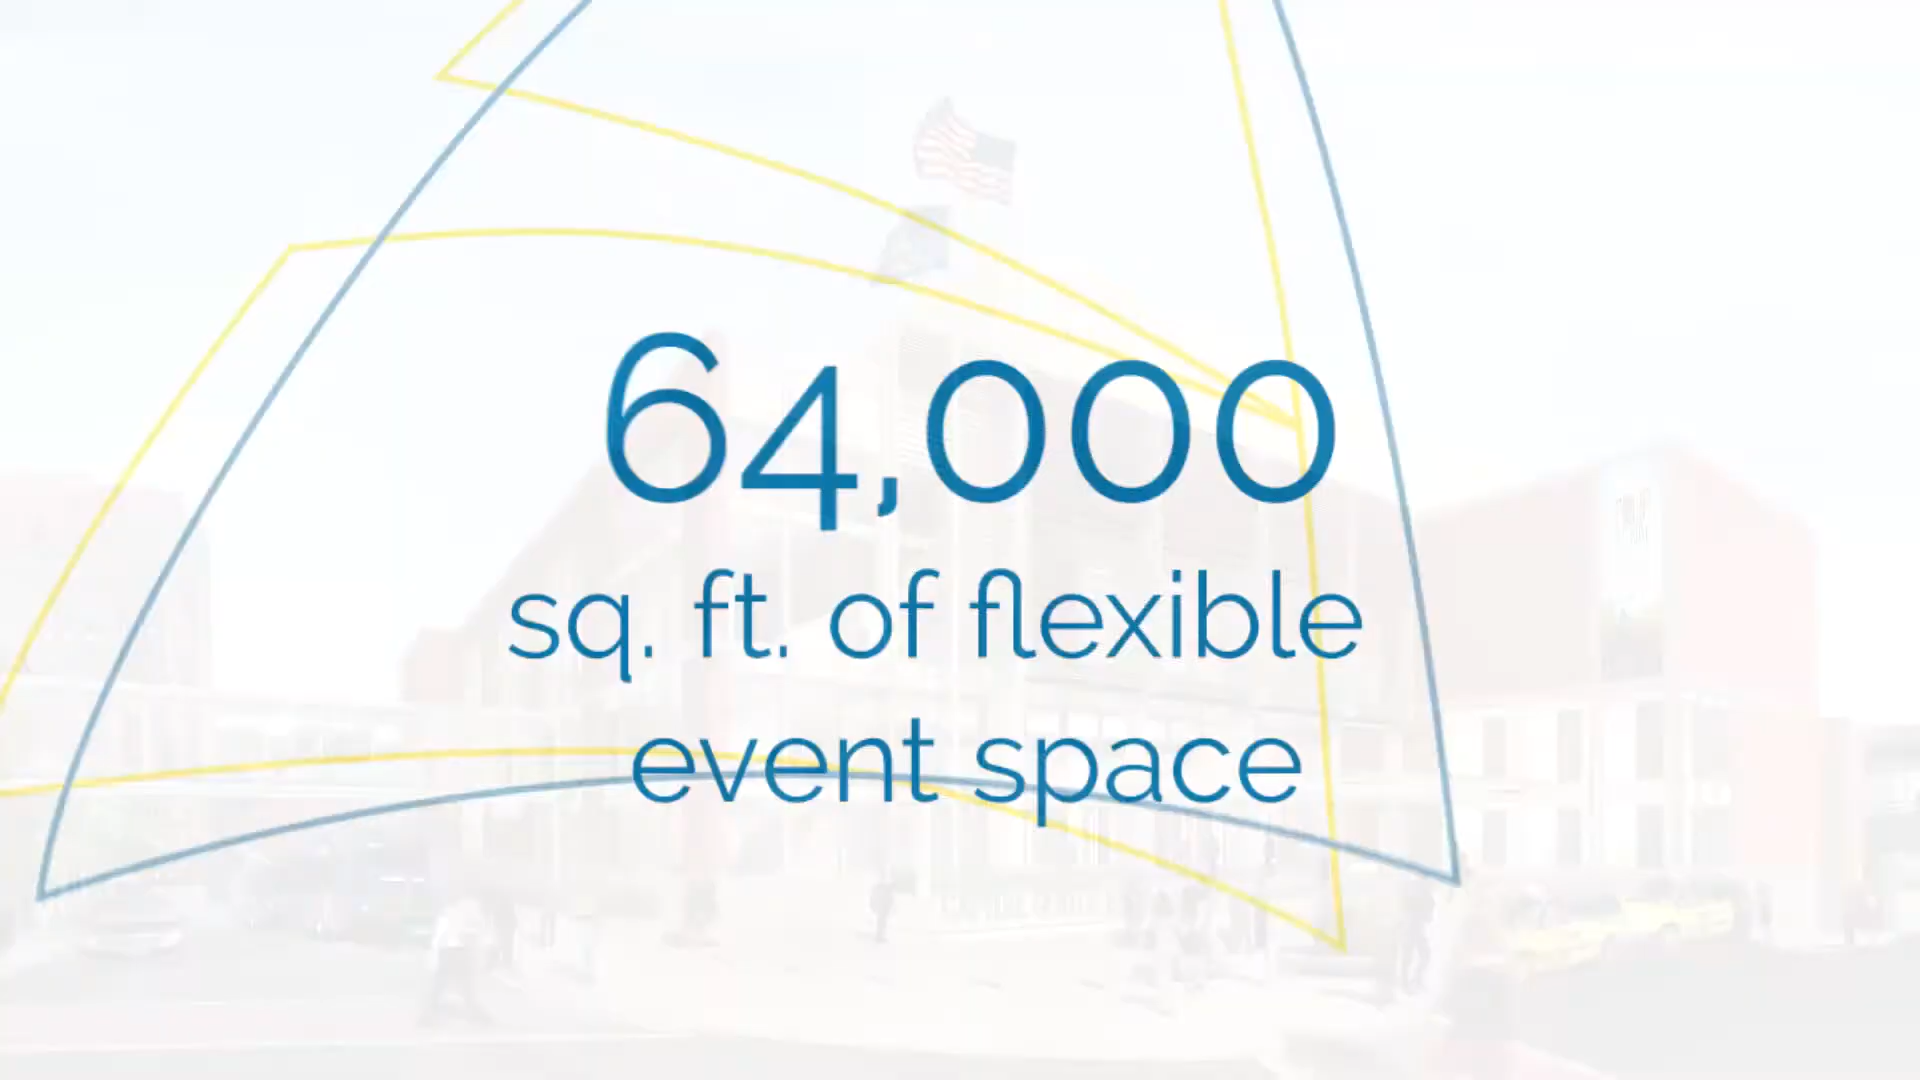 64,000
sq. ft. of flexible
event space